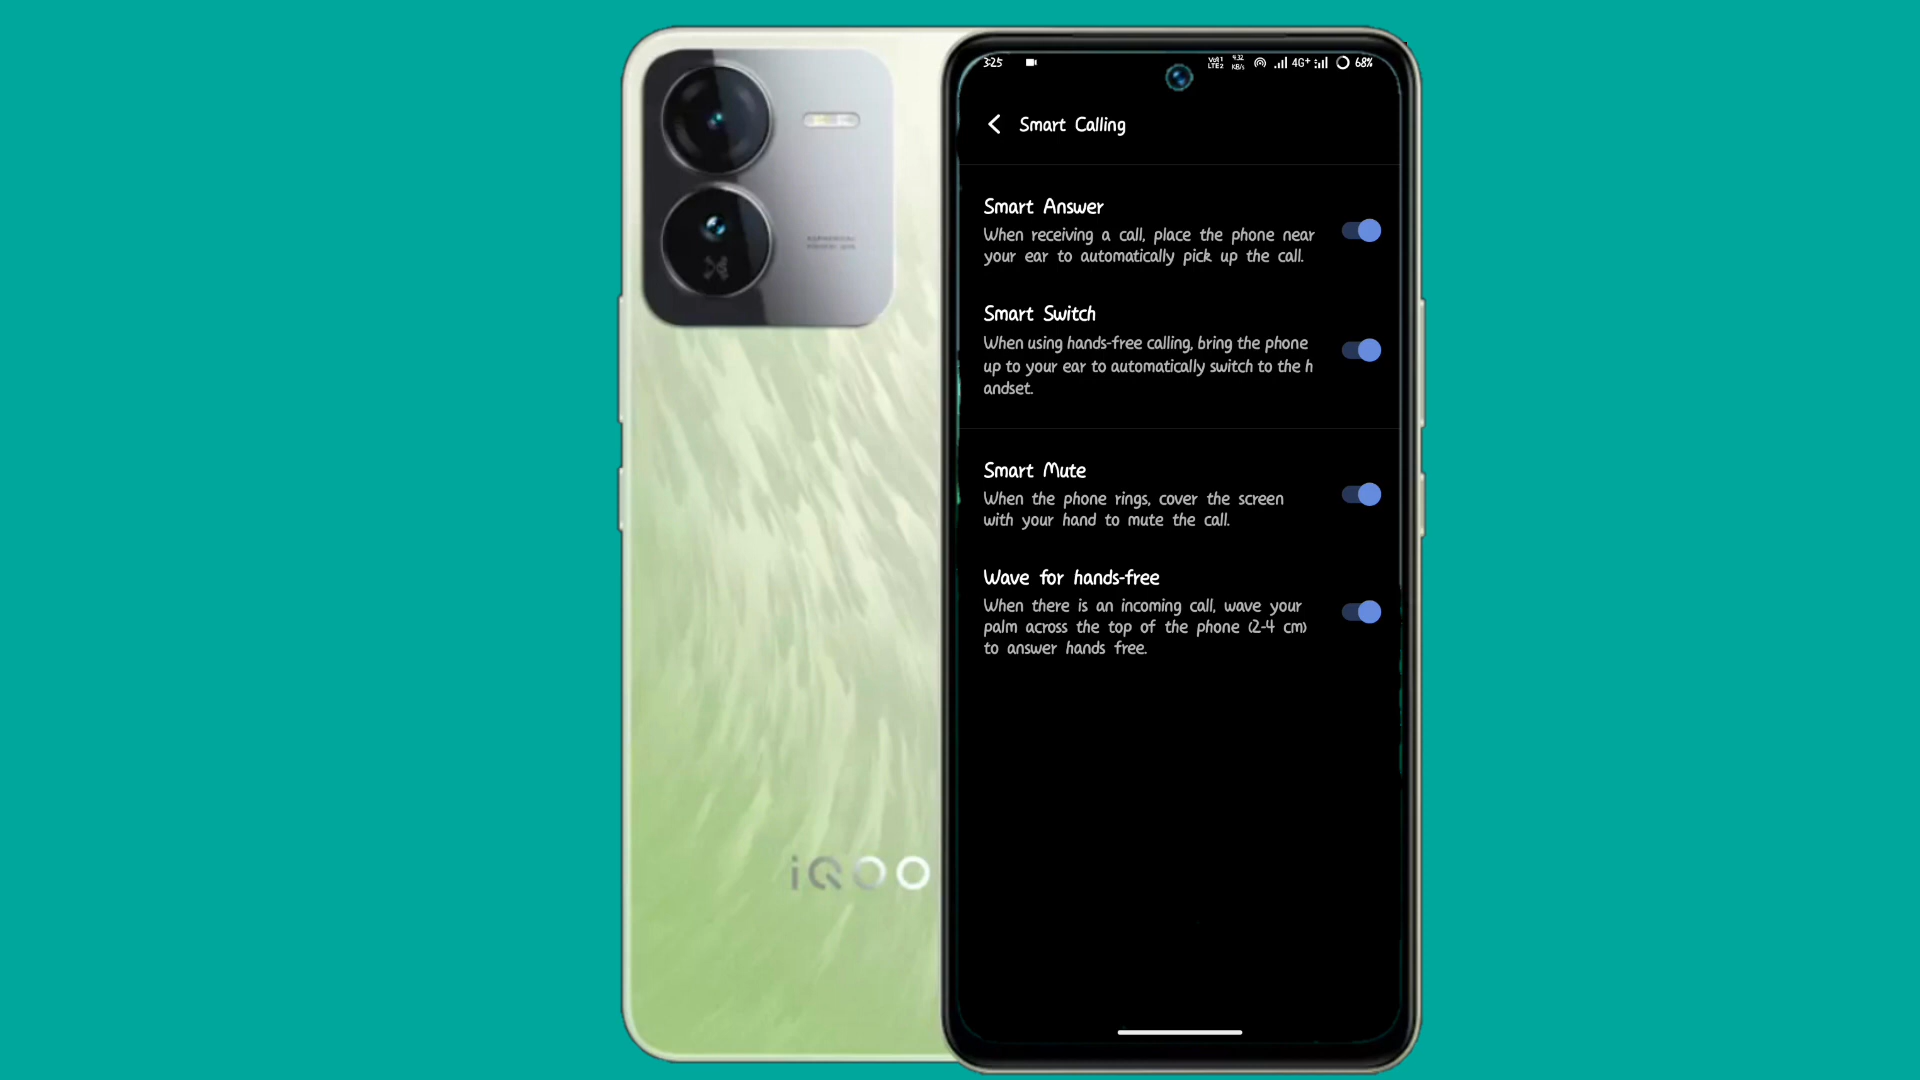 3:25
4G+
68%
Smart Calling
Smart Answer
When receiving a call, place the phone near
your ear to automatically pick up the call.
Smart Switch
When using hands-free calling, bring the phone
up to your ear to automatically switch to the h
andset.
Smart Mute
When the phone rings, cover the screen
with your hand to mute the call.
Wave for hands-free
When there is an incoming call, wave your
palm across the top of the phone (2-4 cm)
to answer hands free.
iQOO